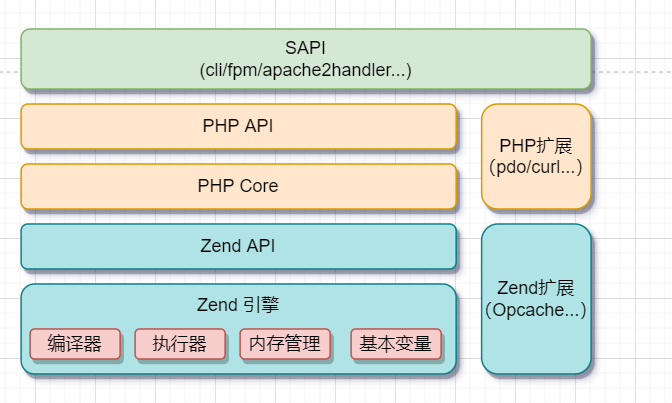 SAPI
(cli/fpm/apache2handler...)
PHP API
PHP Core
PHP扩展
(pdo/curl...)
Zend API
Zend 引擎
编译器
执行器
内存管理
基本变量
Zend扩展
(Opcache...)